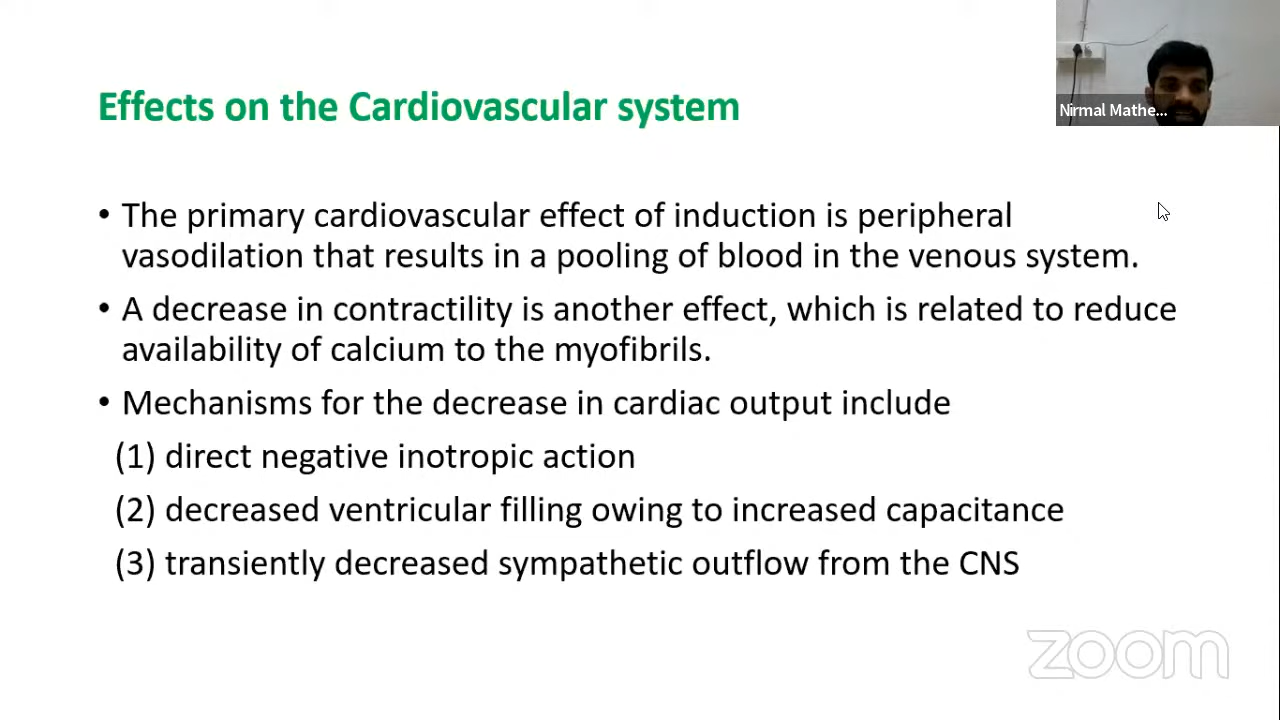 Effects on the Cardiovascular system
Nirmal Mathe...
• The primary cardiovascular effect of induction is peripheral
vasodilation that results in a pooling of blood in the venous system.
• A decrease in contractility is another effect, which is related to reduce
availability of calcium to the myofibrils.
• Mechanisms for the decrease in cardiac output include
(1) direct negative inotropic action
(2) decreased ventricular filling owing to increased capacitance
(3) transiently decreased sympathetic outflow from the CNS
zoom